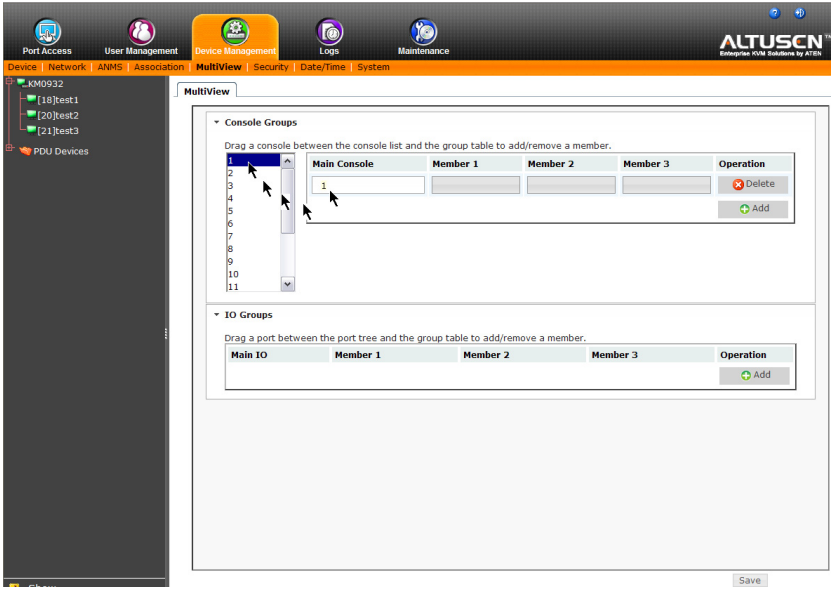 Port Access User Management Device Management Logs Maintenance
ALTUSEN™
Enterprise KVM Solutions by ATEN
Device Network ANMS Association MultiView Security Date/Time System
KM0932
[18]test1
[20]test2
[21]test3
PDU Devices
MultiView
Console Groups
Drag a console between the console list and the group table to add/remove a member.
1
2
3
4
5
6
7
8
9
10
11
Main Console Member 1 Member 2 Member 3 Operation
1 Delete
Add
IO Groups
Drag a port between the port tree and the group table to add/remove a member.
Main IO Member 1 Member 2 Member 3 Operation
Add
Save